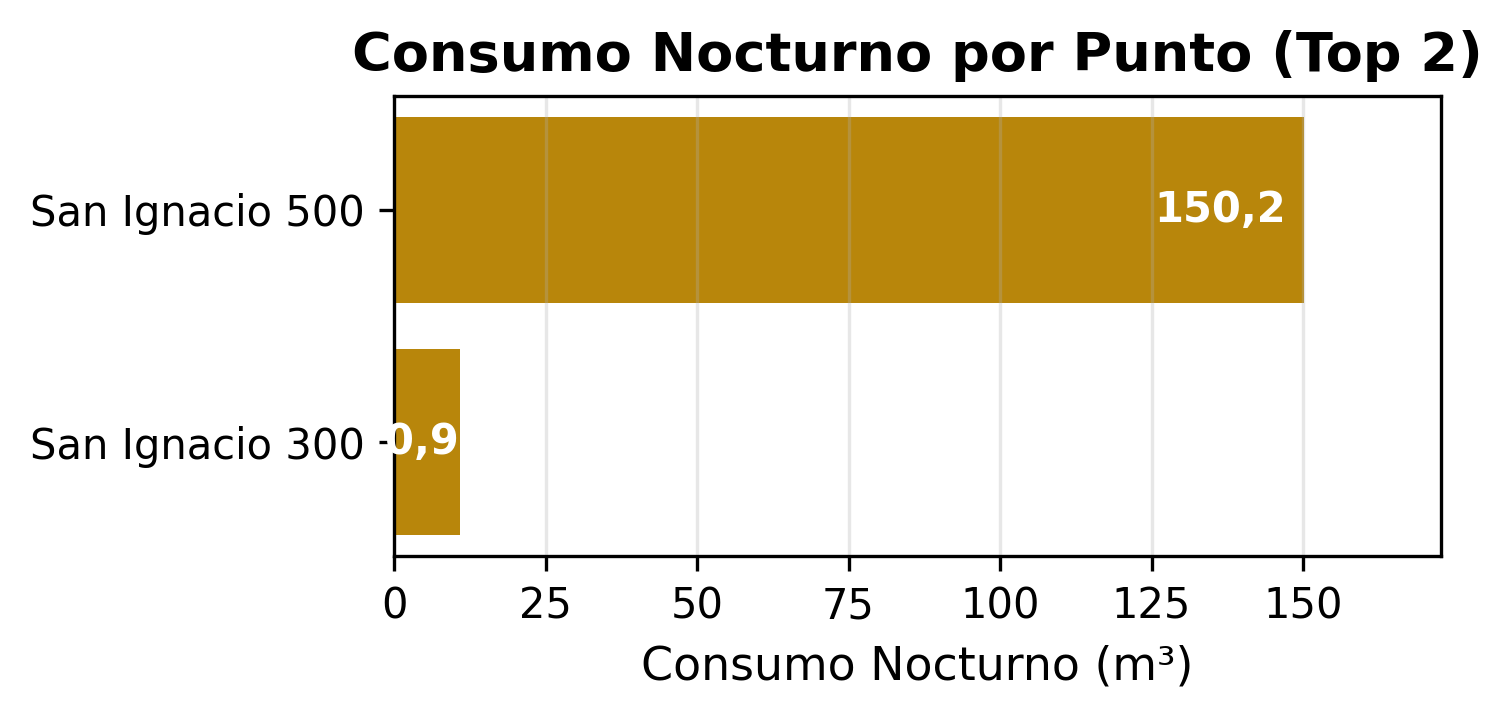 Consumo Nocturno por Punto (Top 2)
San Ignacio 500
150,2
San Ignacio 300
0,9
0 25 50 75 100 125 150
Consumo Nocturno (m³)